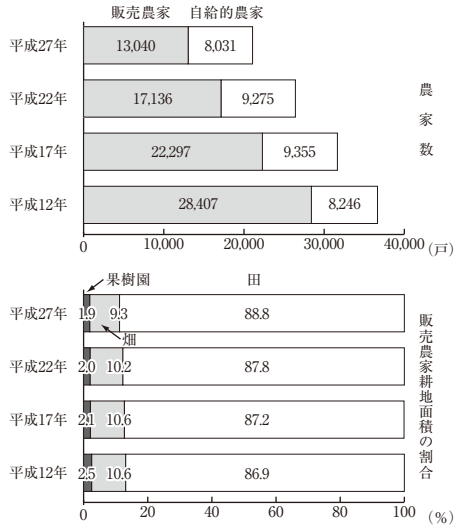 販売農家 自給的農家
平成27年 13,040 8,031
平成22年 17,136 9,275
平成17年 22,297 9,355
平成12年 28,407 8,246
0 10,000 20,000 30,000 40,000 (戸)
農家数
果樹園 田
平成27年 1.9 9.3 88.8
畑
平成22年 2.0 10.2 87.8
平成17年 2.1 10.6 87.2
平成12年 2.5 10.6 86.9
0 20 40 60 80 100 (%)
販売農家耕地面積の割合